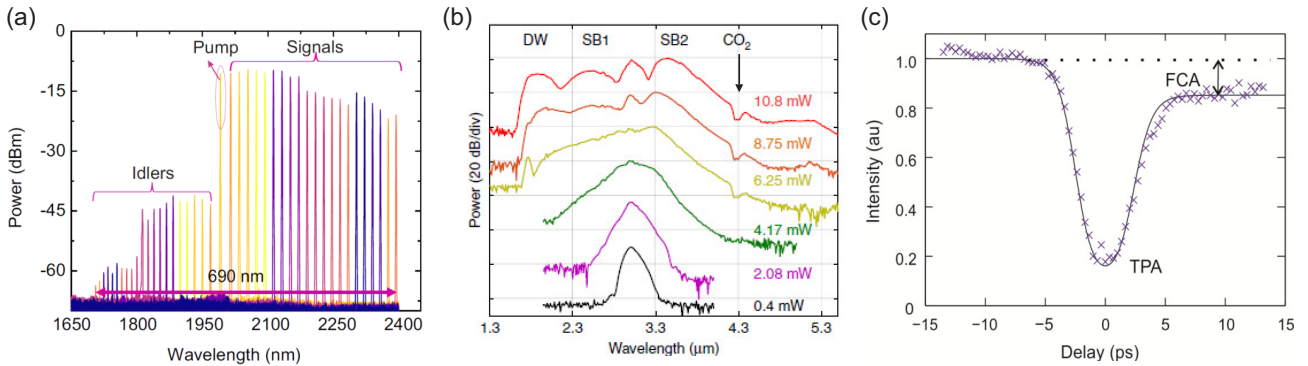 (a)
0
-15
-30
-45
-60
Power (dBm)
Pump
Signals
Idlers
690 nm
1650
1800
1950
2100
2250
2400
Wavelength (nm)
(b)
DW
SB1
SB2
CO2
10.8 mW
8.75 mW
6.25 mW
4.17 mW
2.08 mW
0.4 mW
Power (20 dB/div)
1.3
2.3
3.3
4.3
5.3
Wavelength (μm)
(c)
1.0
0.8
0.6
0.4
0.2
0
Intensity (au)
FCA
TPA
−15
−10
−5
0
5
10
15
Delay (ps)